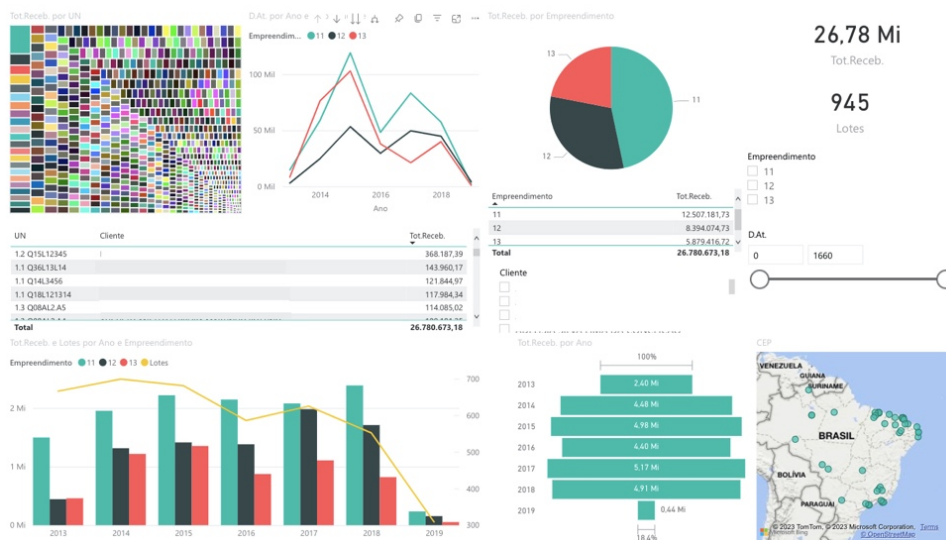 Tot.Receb. por UN
D.At. por Ano e
Empreendim... 11 12 13
100 Mil
50 Mil
0 Mil
2014 2016 2018
Ano
Tot.Receb. por Empreendimento
13
11
12
26,78 Mi
Tot.Receb.
945
Lotes
Empreendimento
11
12
13
D.At.
0 1660
Empreendimento Tot.Receb.
11 12.507.181,73
12 8.394.074,73
13 5.879.416,72
Total 26.780.673,18
Cliente
UN Cliente Tot.Receb.
1.2 Q15L12345 368.187,39
1.1 Q36L13L14 143.960,17
1.1 Q14L3456 121.844,97
1.1 Q18L121314 117.984,34
1.3 Q08AL2.A5 114.085,02
Total 26.780.673,18
Tot.Receb. e Lotes por Ano e Empreendimento
Empreendimento 11 12 13 Lotes
2 Mi
1 Mi
0 Mi
700
600
500
400
300
2013 2014 2015 2016 2017 2018 2019
Tot.Receb. por Ano
100%
2013 2,40 Mi
2014 4,48 Mi
2015 4,98 Mi
2016 4,40 Mi
2017 5,17 Mi
2018 4,91 Mi
2019 0,44 Mi
18,4%
CEP
VENEZUELA
GUIANA
SURINAME
BRASIL
BOLÍVIA
PARAGUAI
Microsoft Bing
© 2023 TomTom, © 2023 Microsoft Corporation, Terms
© OpenStreetMap